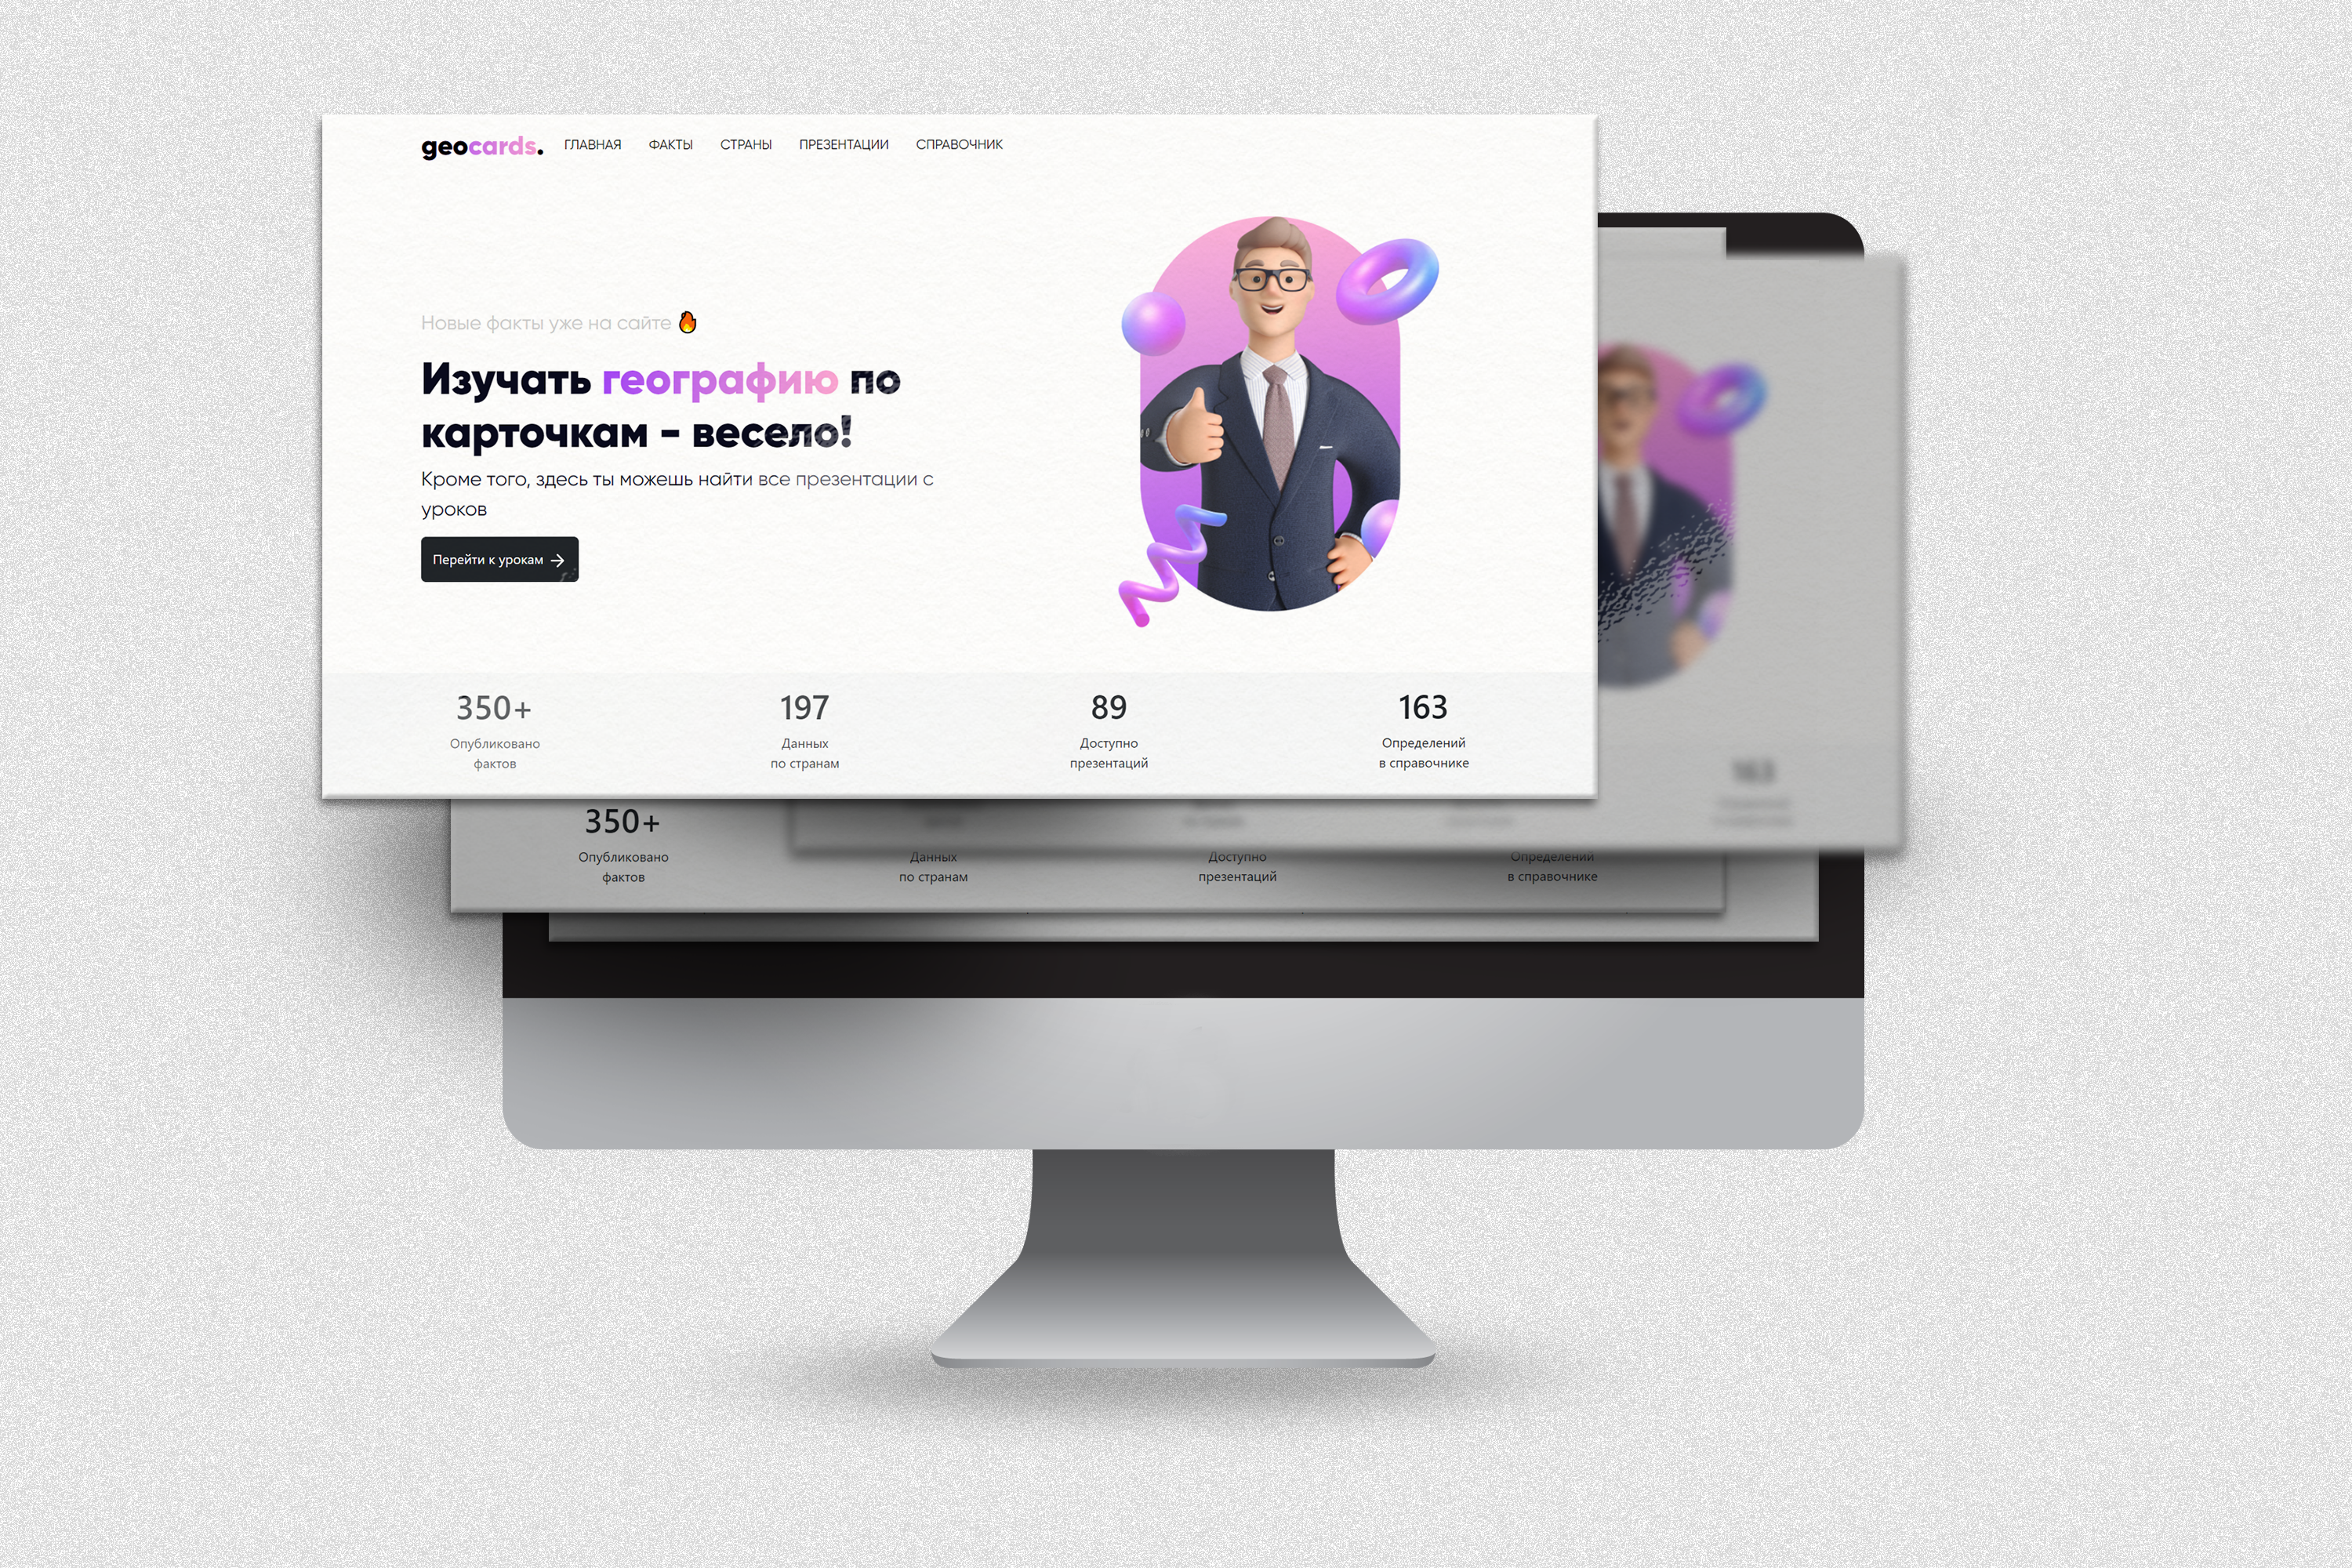 geocards. ГЛАВНАЯ ФАКТЫ СТРАНЫ ПРЕЗЕНТАЦИИ СПРАВОЧНИК
Новые факты уже на сайте
Изучать географию по
карточкам - весело!
Кроме того, здесь ты можешь найти все презентации с
уроков
Перейти к урокам →
350+ 197 89 163
Опубликовано Данных Доступно Определений
фактов по странам презентаций в справочнике
163
350+
Опубликовано Данных Доступно Определений
фактов по странам презентаций в справочнике